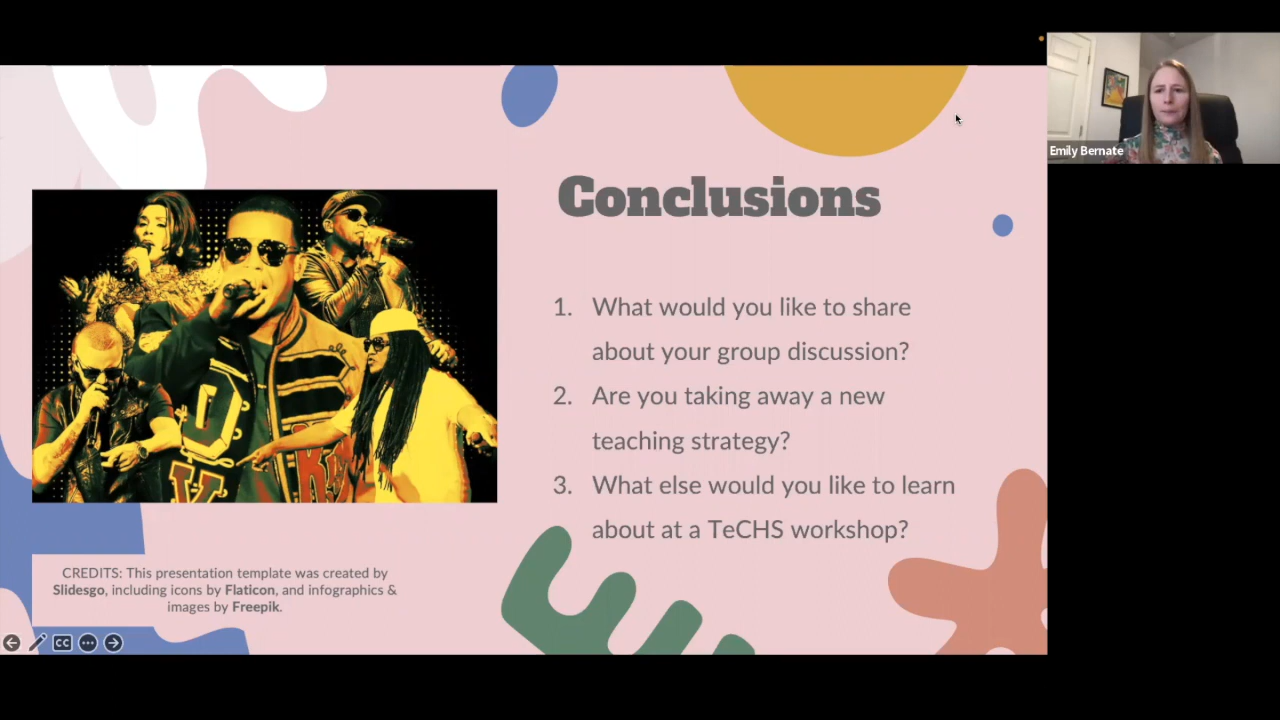 Emily Bernate
Conclusions
1. What would you like to share
about your group discussion?
2. Are you taking away a new
teaching strategy?
3. What else would you like to learn
about at a TeCHS workshop?
CREDITS: This presentation template was created by
Slidesgo, including icons by Flaticon, and infographics &
images by Freepik.
CC